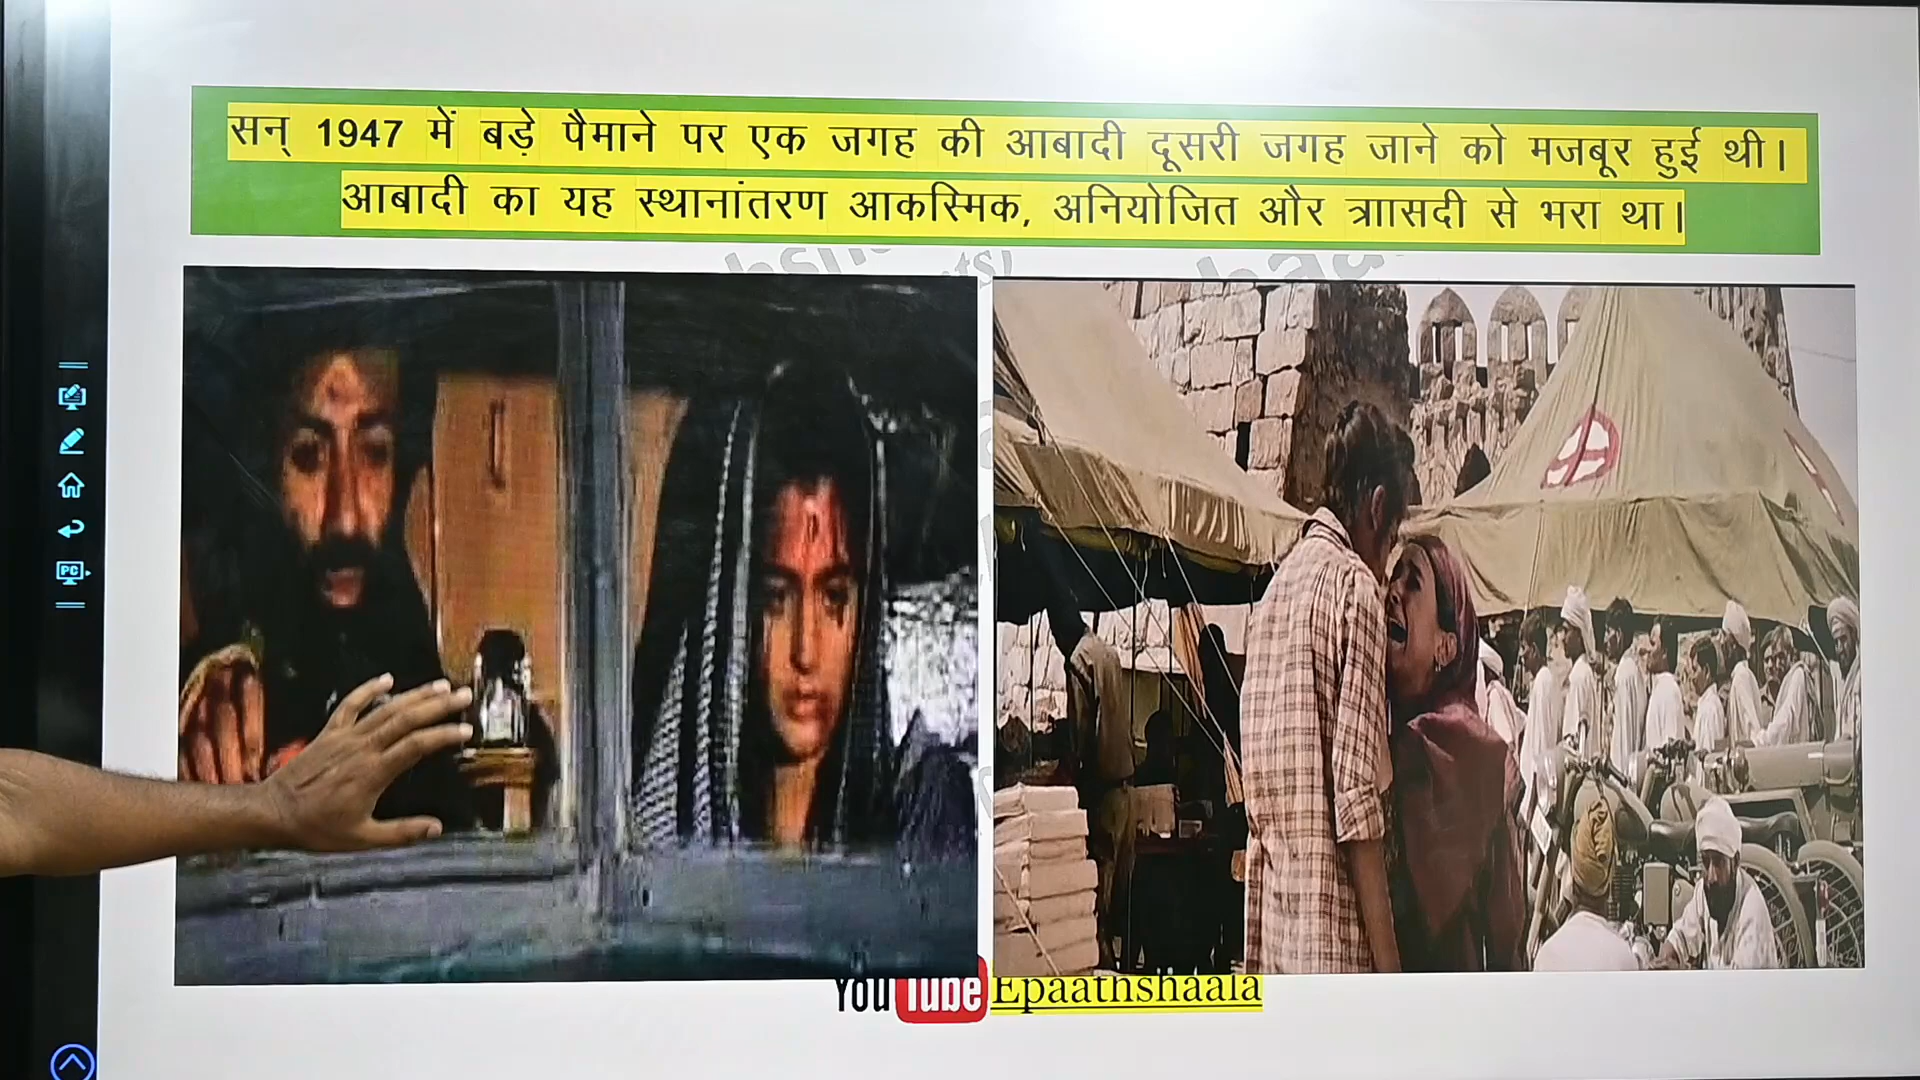 सन् 1947 में बड़े पैमाने पर एक जगह की आबादी दूसरी जगह जाने को मजबूर हुई थी।
आबादी का यह स्थानांतरण आकस्मिक, अनियोजित और त्राासदी से भरा था।
PC
YouTube Epaathshaala